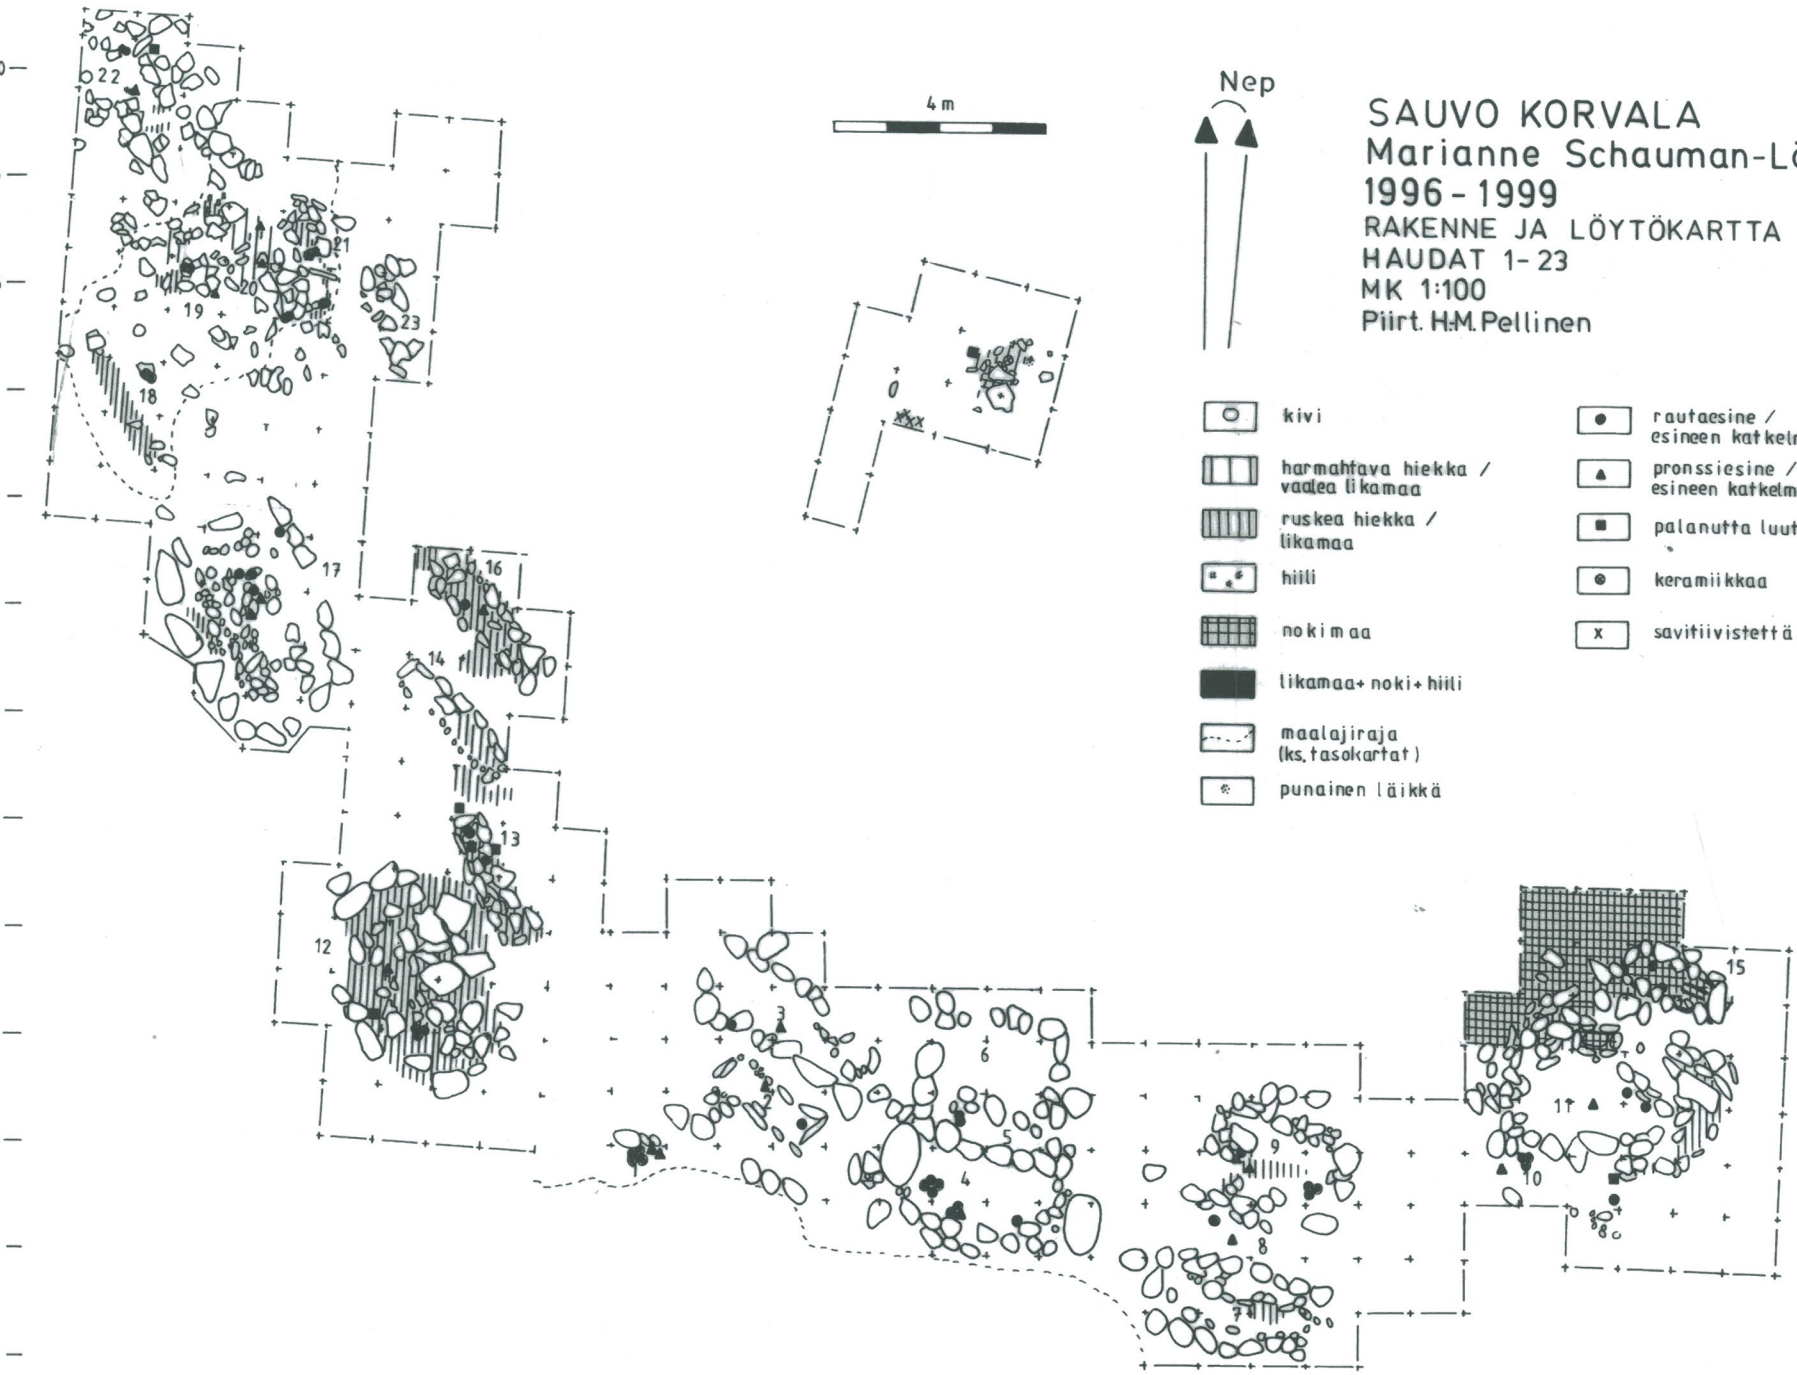 4 m
Nep
SAUVO KORVALA
Marianne Schauman-Lö
1996-1999
RAKENNE JA LÖYTÖKARTTA
HAUDAT 1-23
MK 1:100
Piirt. H-M. Pellinen
kivi
harmahtava hiekka /
vaalea likamaa
ruskea hiekka /
likamaa
hiili
nokimaa
likamaa+noki+hiili
maalajiraja
(ks. tasokartat)
punainen läikkä
rautaesine /
esineen katkelm
pronssiesine /
esineen katkelm
palanutta luut
keramiikkaa
x savitiivistettä
22
21
20
19
23
18
17
16
14
13
12
3
2
6
5
4
9
8
7
15
11
10